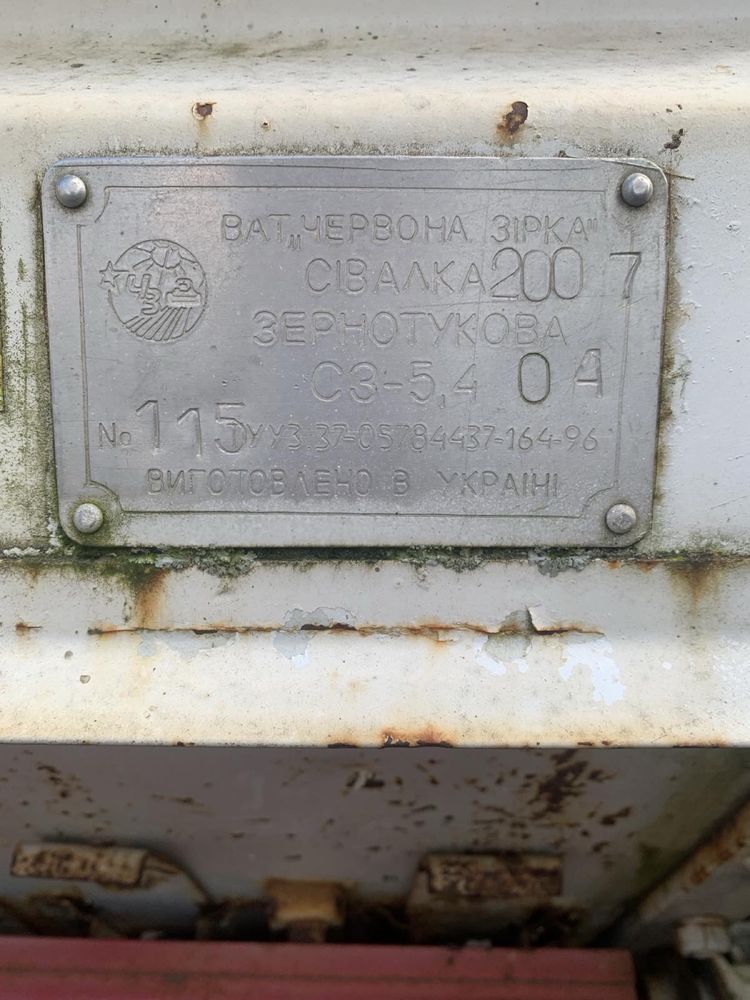 ВАТ „ЧЕРВОНА ЗІРКА"
СІВАЛКА 2007
ЗЕРНОТУКОВА
СЗ-5,4 04
№ 115 ТУ УЗ.37-05784437-164-96
ВИГОТОВЛЕНО В УКРАЇНІ